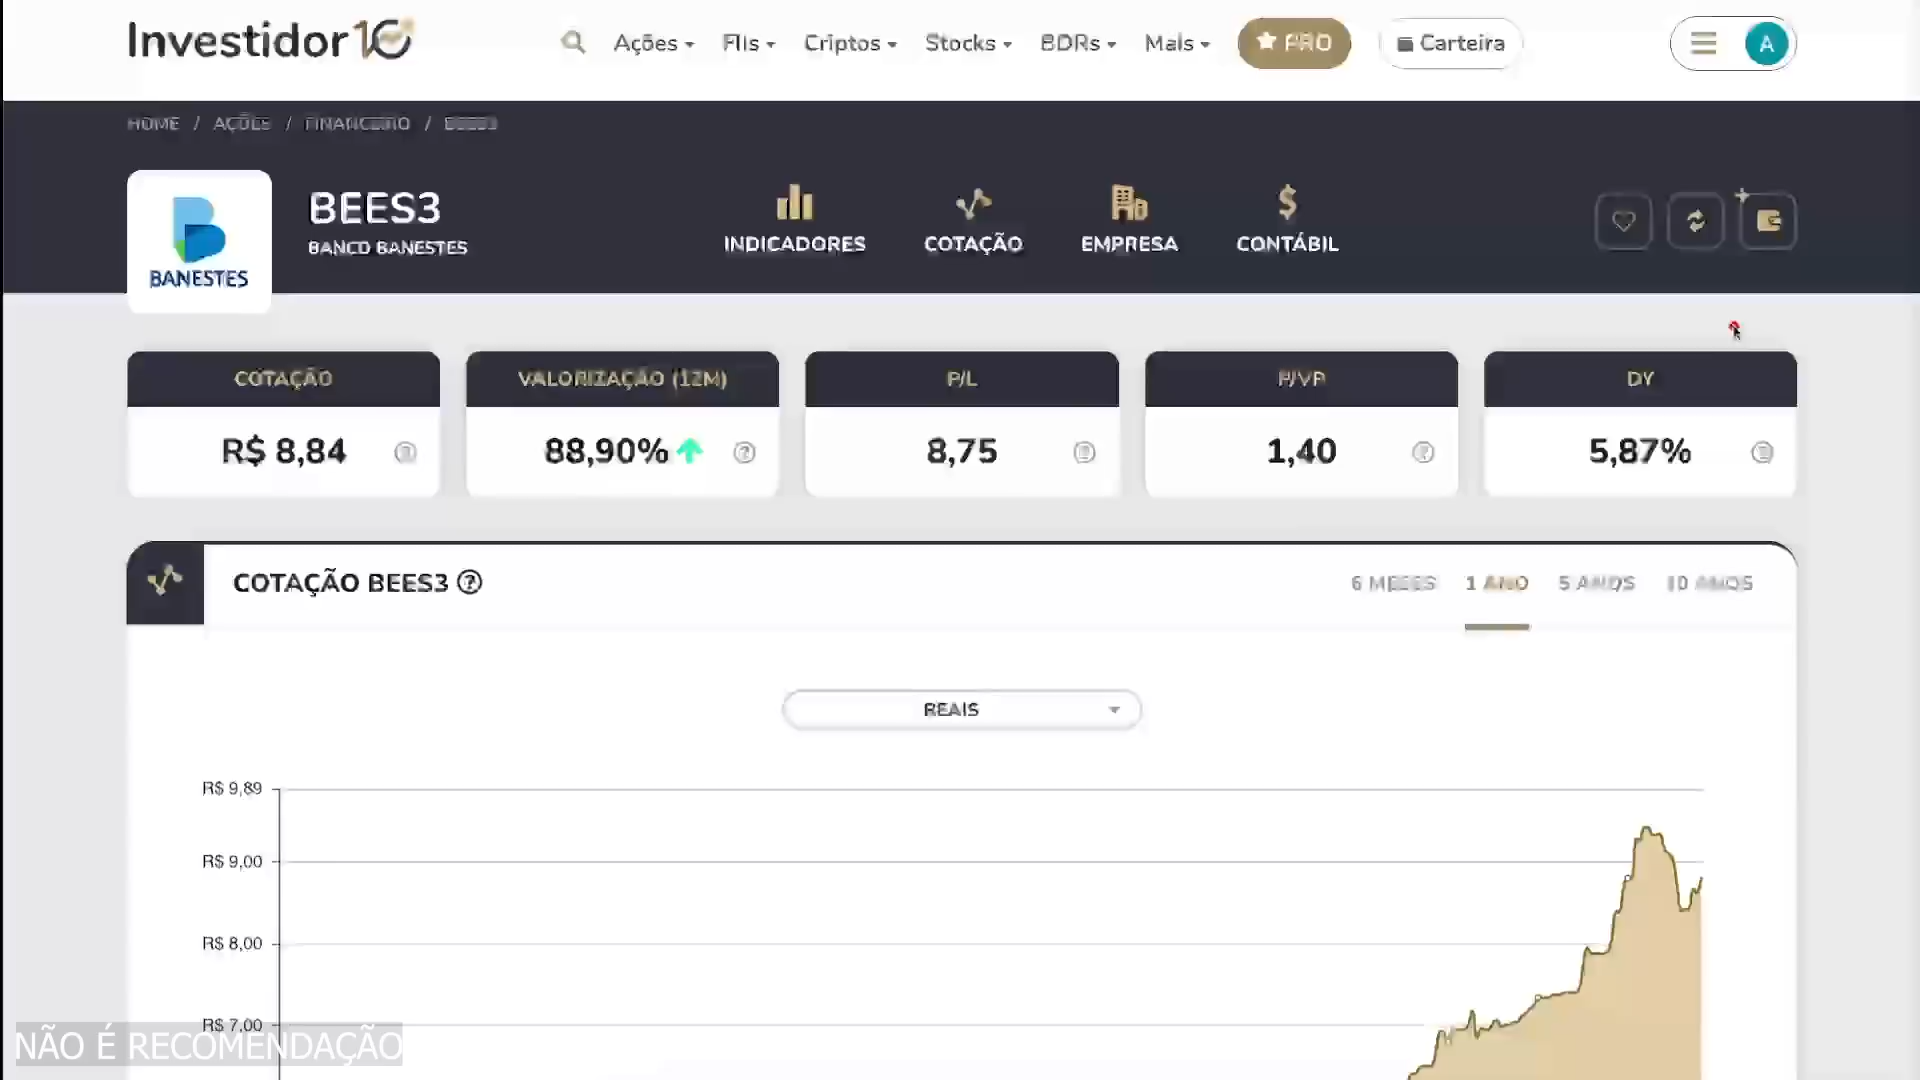 Investidor10
Ações FIIs Criptos Stocks BDRs Mais PRO Carteira A
HOME / AÇÕES / FINANCEIRO / BEES3
BANESTES
BEES3
BANCO BANESTES
INDICADORES COTAÇÃO EMPRESA CONTÁBIL
COTAÇÃO VALORIZAÇÃO (12M) P/L P/VP DY
R$ 8,84 88,90% 8,75 1,40 5,87%
COTAÇÃO BEES3
6 MESES 1 ANO 5 ANOS 10 ANOS
REAIS
R$ 9,89
R$ 9,00
R$ 8,00
R$ 7,00
NÃO É RECOMENDAÇÃO